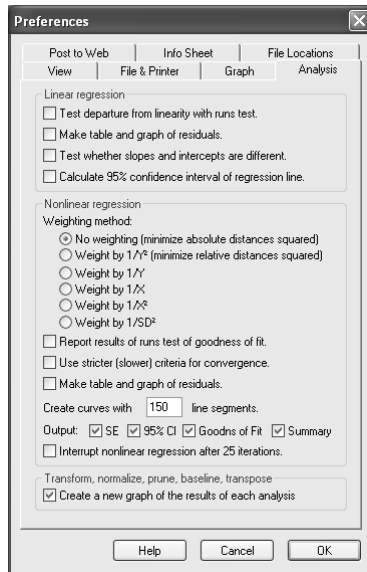 Preferences
Post to Web Info Sheet File Locations
View File & Printer Graph Analysis
Linear regression
Test departure from linearity with runs test.
Make table and graph of residuals.
Test whether slopes and intercepts are different.
Calculate 95% confidence interval of regression line.
Nonlinear regression
Weighting method:
No weighting (minimize absolute distances squared)
Weight by 1/Y² (minimize relative distances squared)
Weight by 1/Y
Weight by 1/X
Weight by 1/X²
Weight by 1/SD²
Report results of runs test of goodness of fit.
Use stricter (slower) criteria for convergence.
Make table and graph of residuals.
Create curves with 150 line segments.
Output: SE 95% CI Goodns of Fit Summary
Interrupt nonlinear regression after 25 iterations.
Transform, normalize, prune, baseline, transpose
Create a new graph of the results of each analysis
Help Cancel OK